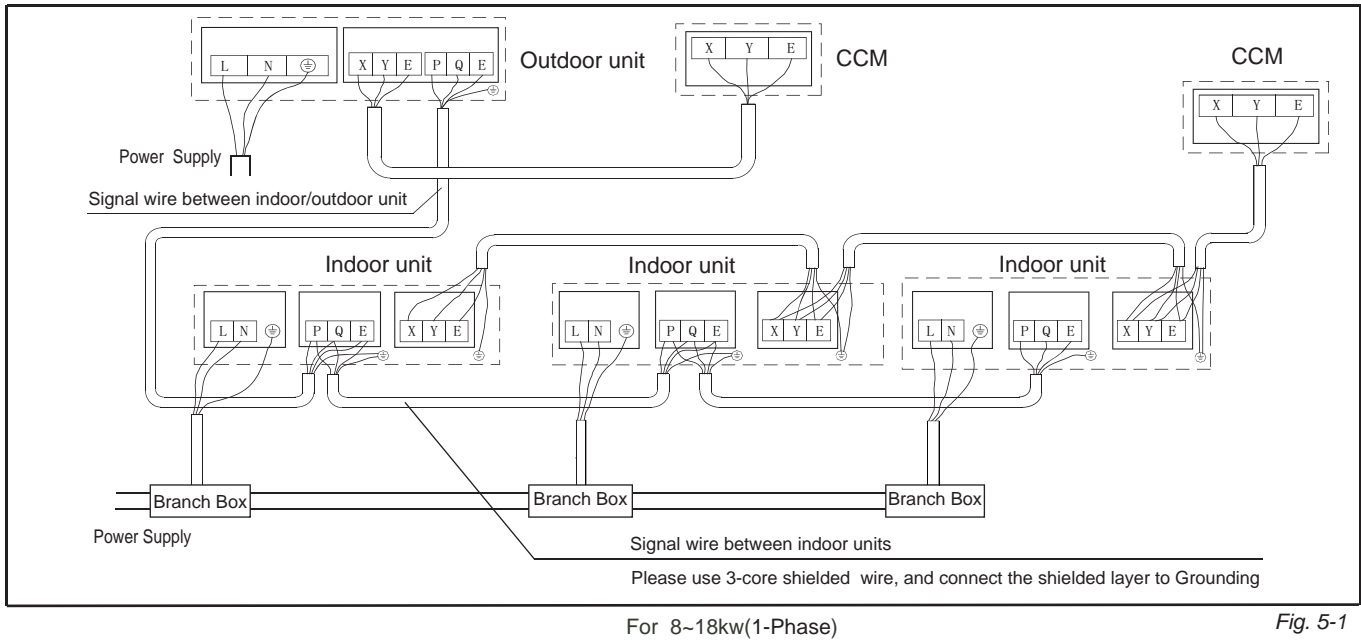 L N
X Y E P Q E
Outdoor unit
X Y E
CCM
CCM
X Y E
Power Supply
Signal wire between indoor/outdoor unit
Indoor unit
Indoor unit
Indoor unit
L N
P Q E
X Y E
L N
P Q E
X Y E
L N
P Q E
X Y E
Branch Box
Branch Box
Branch Box
Power Supply
Signal wire between indoor units
Please use 3-core shielded wire, and connect the shielded layer to Grounding
For 8~18kw(1-Phase)
Fig. 5-1